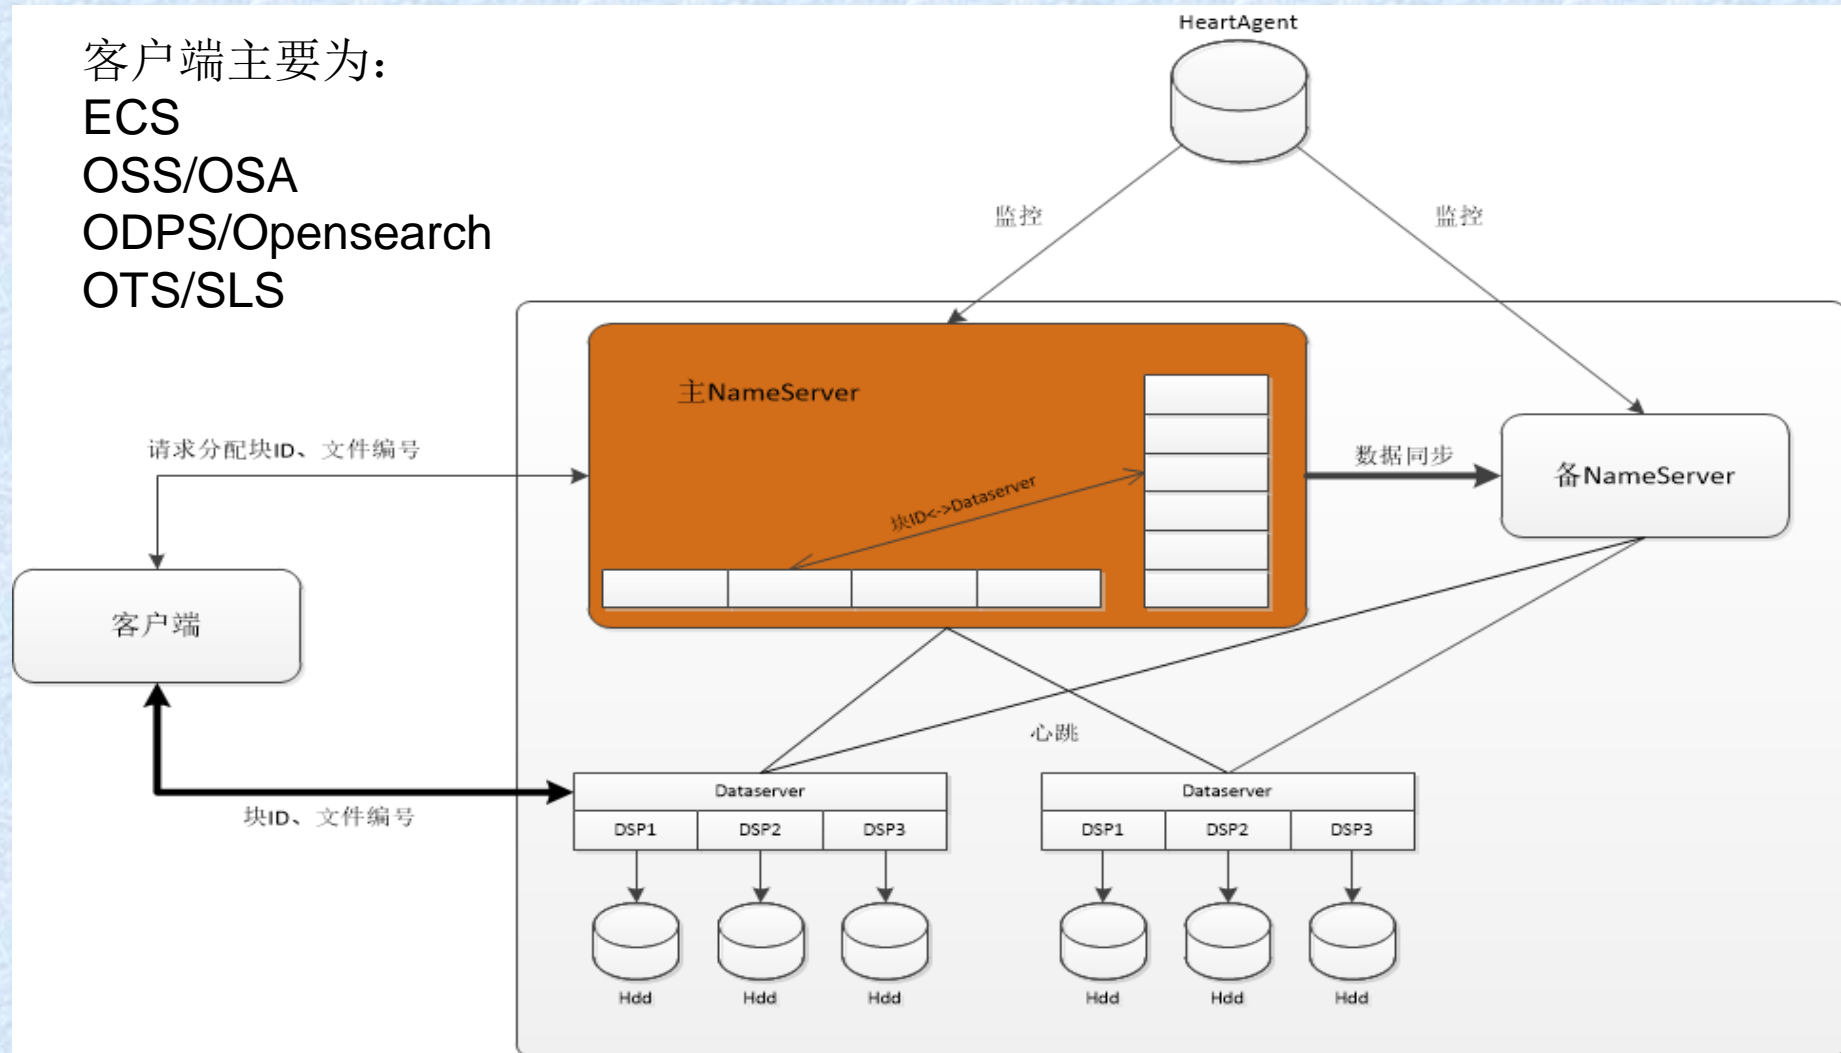 HeartAgent
客户端主要为：
ECS
OSS/OSA
ODPS/Opensearch
OTS/SLS
监控
监控
主NameServer
请求分配块ID、文件编号
块ID<->Dataserver
数据同步
备NameServer
客户端
心跳
块ID、文件编号
Dataserver
DSP1 DSP2 DSP3
Hdd Hdd Hdd
Dataserver
DSP1 DSP2 DSP3
Hdd Hdd Hdd